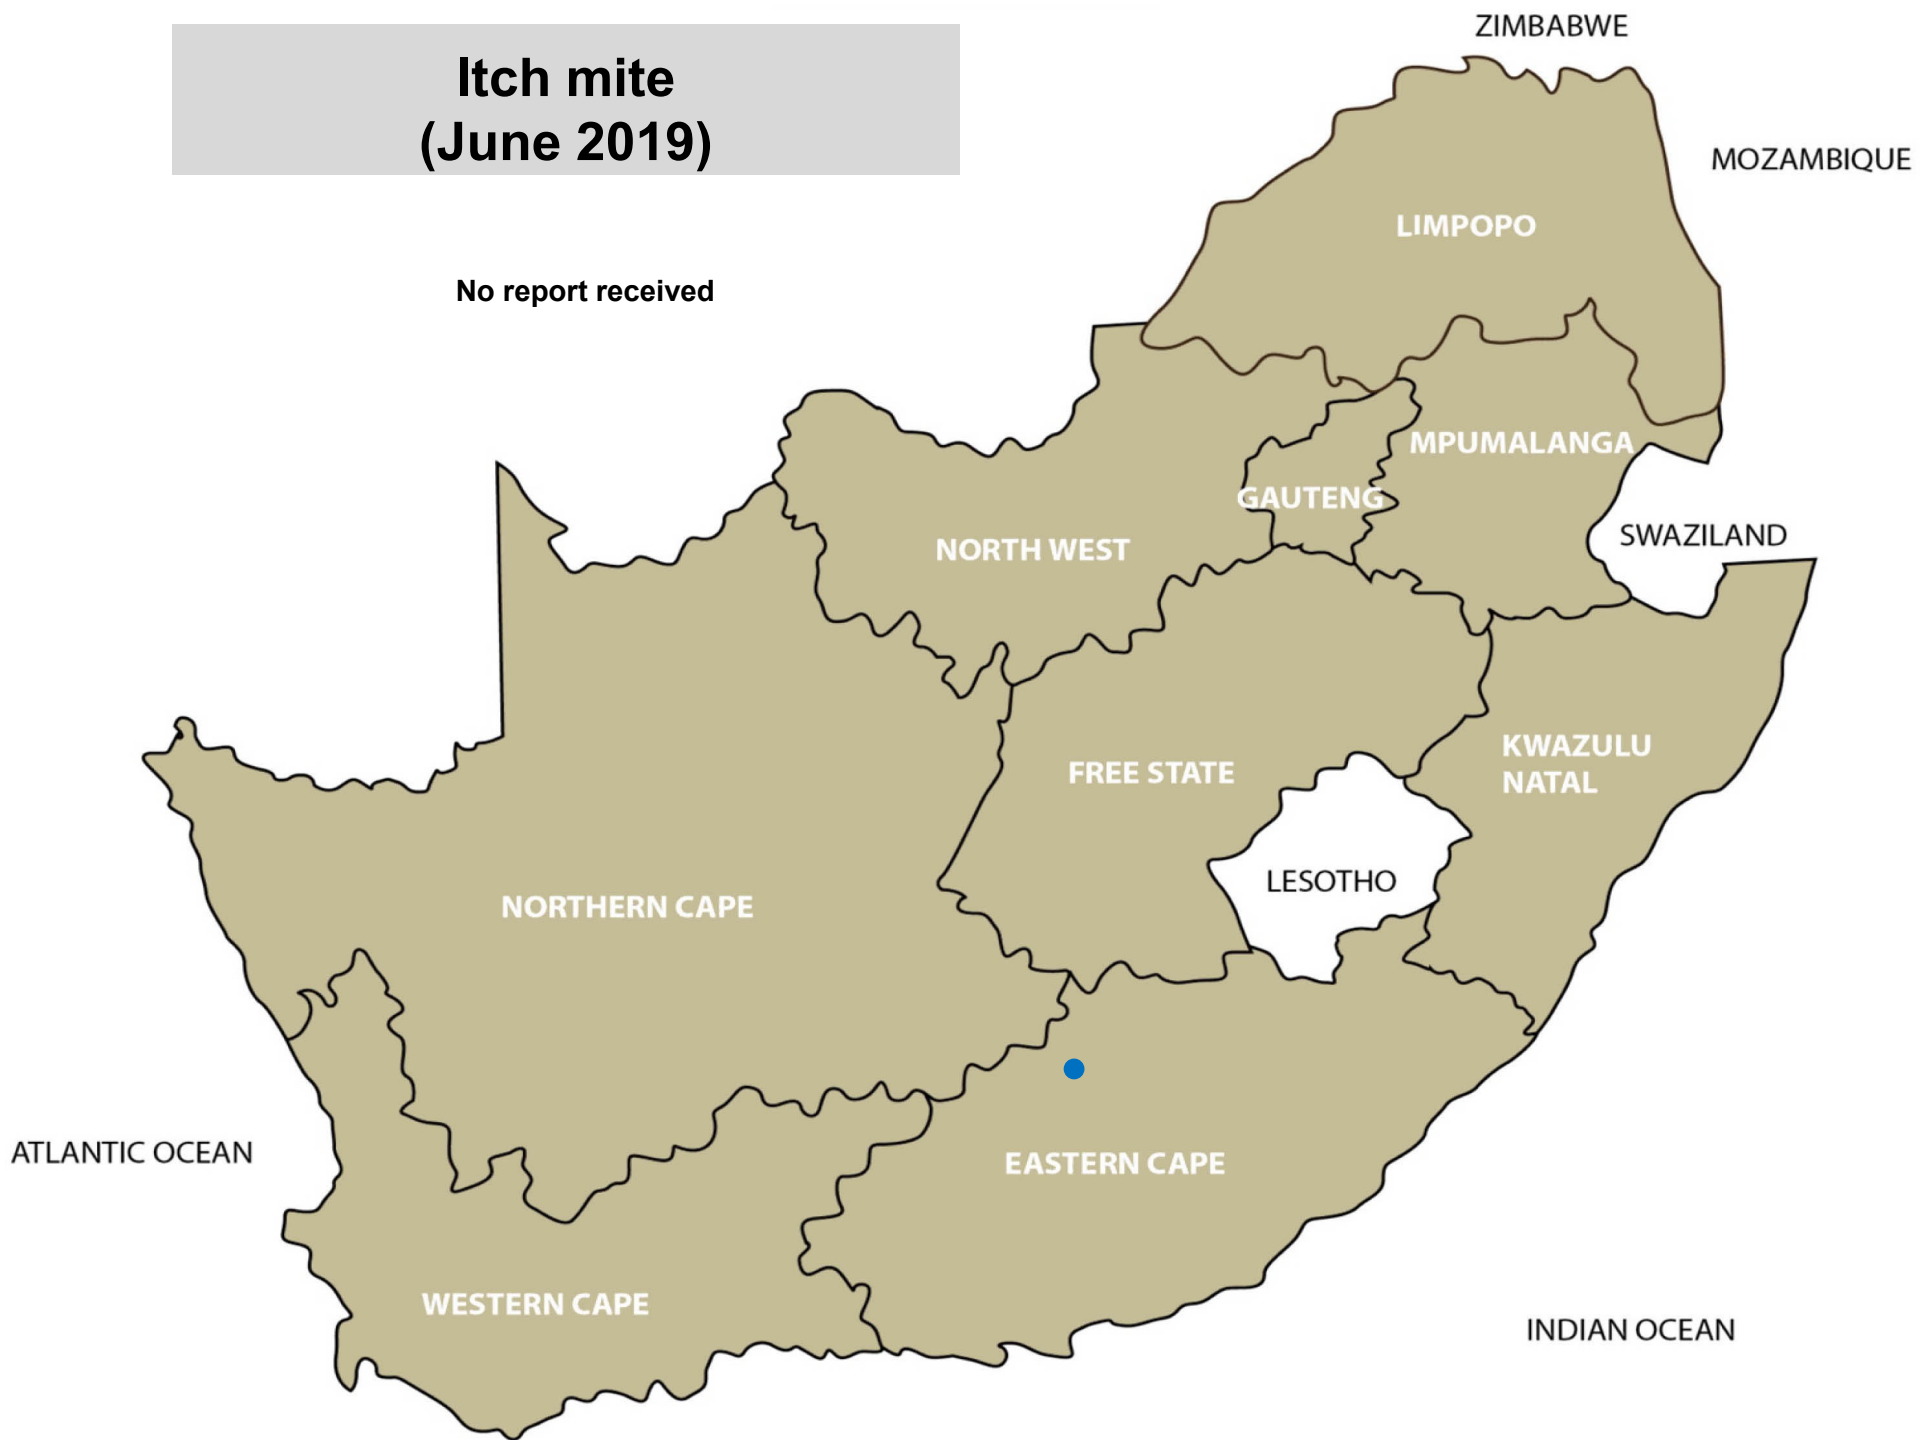 Itch mite
(June 2019)
No report received
ZIMBABWE
MOZAMBIQUE
LIMPOPO
MPUMALANGA
GAUTENG
SWAZILAND
NORTH WEST
KWAZULU
NATAL
FREE STATE
LESOTHO
NORTHERN CAPE
ATLANTIC OCEAN
EASTERN CAPE
WESTERN CAPE
INDIAN OCEAN